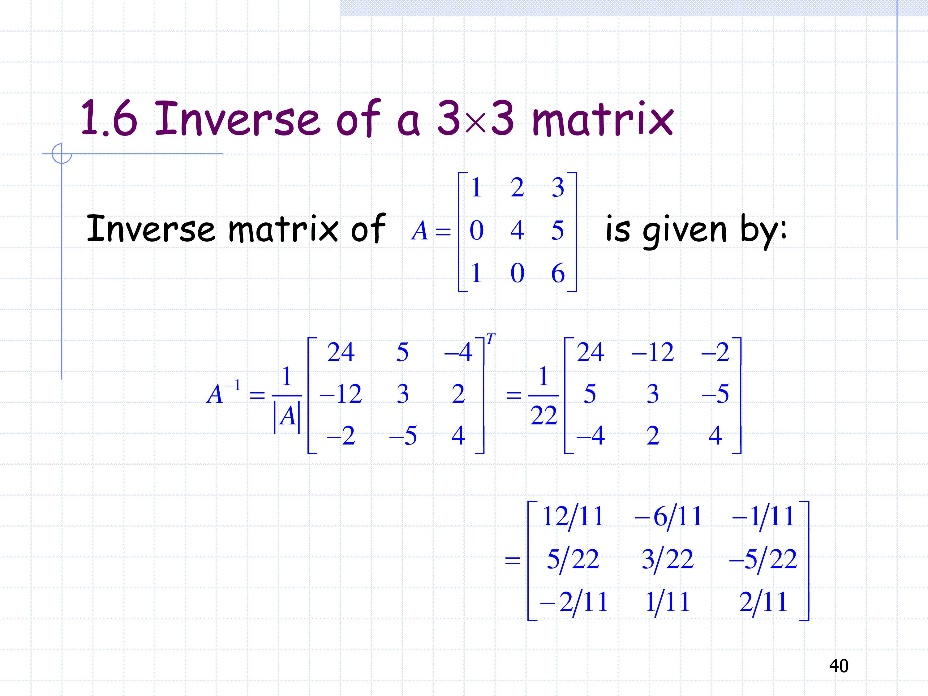 1.6 Inverse of a 3×3 matrix
Inverse matrix of A = [1 2 3
0 4 5
1 0 6] is given by:
A⁻¹ = 1/|A| [24 5 −4
−12 3 2
−2 −5 4]ᵀ = 1/22 [24 −12 −2
5 3 −5
−4 2 4]
= [12/11 −6/11 −1/11
5/22 3/22 −5/22
−2/11 1/11 2/11]
40